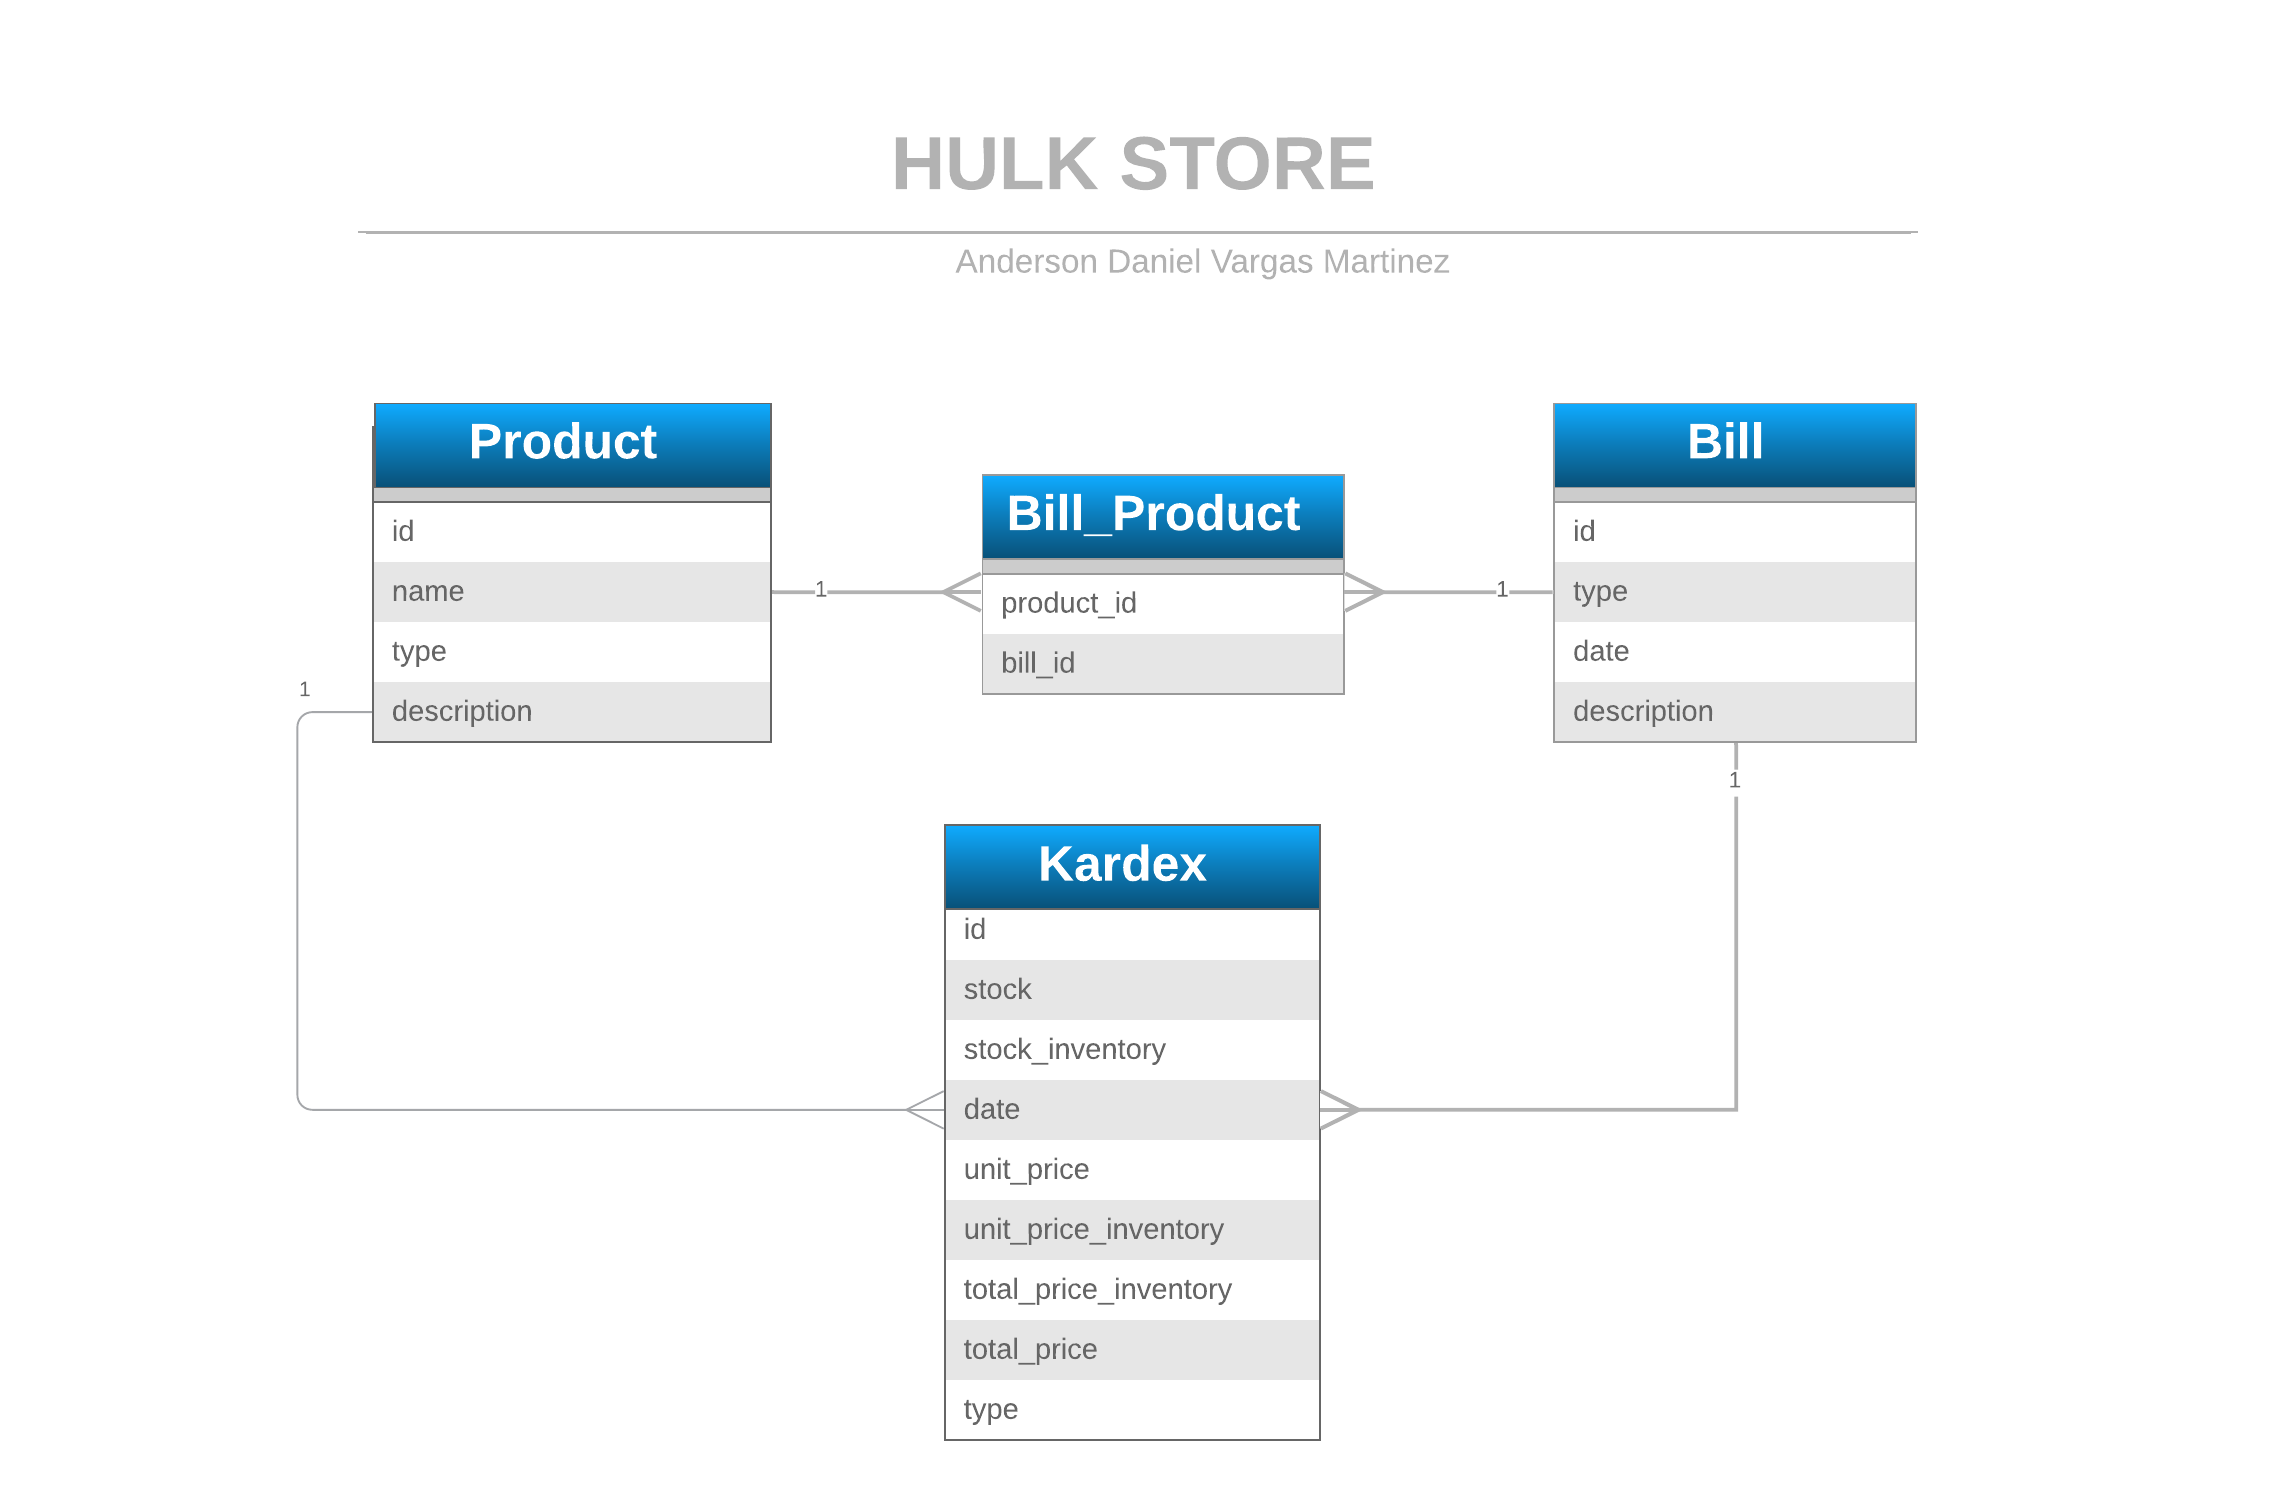 HULK STORE
Anderson Daniel Vargas Martinez
Product
id
name
type
description
1
1
Bill_Product
product_id
bill_id
1
Bill
id
type
date
description
1
Kardex
id
stock
stock_inventory
date
unit_price
unit_price_inventory
total_price_inventory
total_price
type